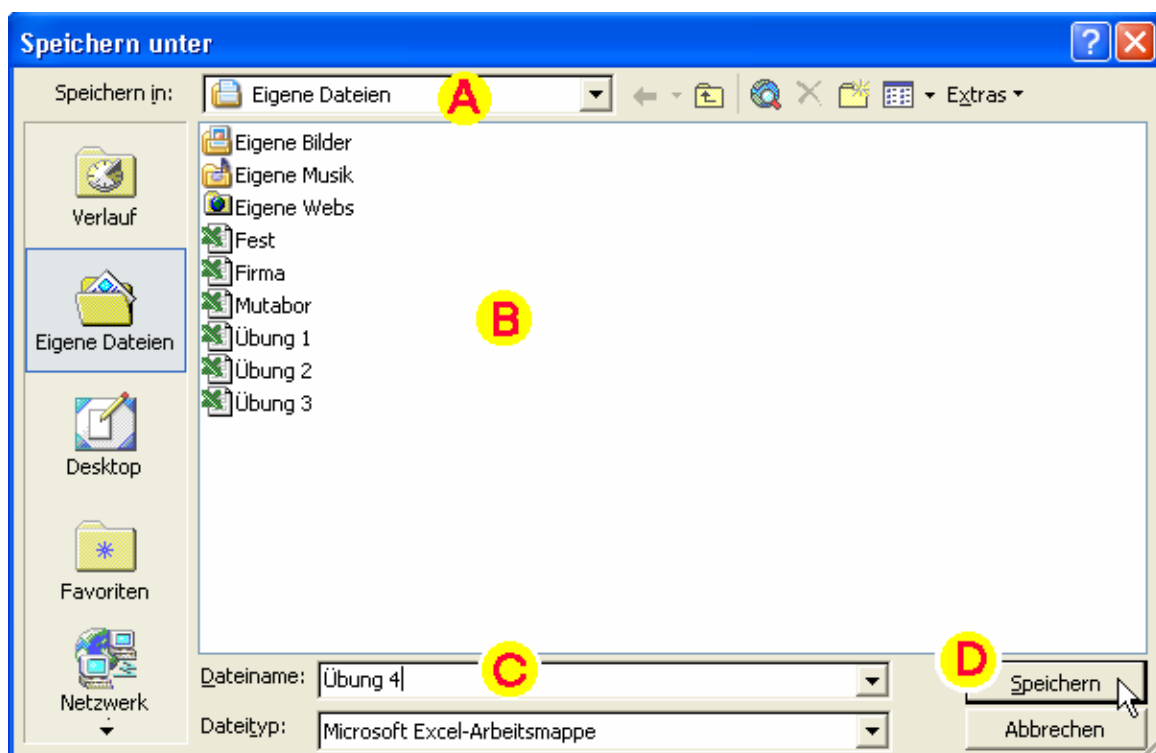 Speichern unter
Speichern in: Eigene Dateien A Extras
Verlauf
Eigene Dateien
Desktop
Favoriten
Netzwerk
Eigene Bilder
Eigene Musik
Eigene Webs
Fest
Firma
Mutabor
Übung 1
Übung 2
Übung 3
B
Dateiname: Übung 4 C
D Speichern
Dateityp: Microsoft Excel-Arbeitsmappe
Abbrechen